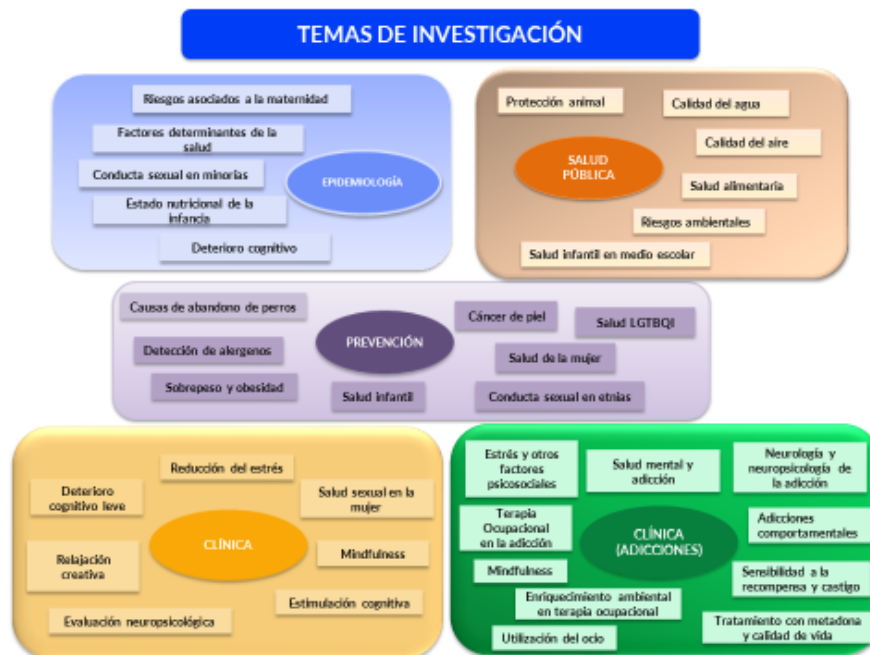 TEMAS DE INVESTIGACIÓN
Riesgos asociados a la maternidad
Factores determinantes de la
salud
Conducta sexual en minorías
Estado nutricional de la
infancia
Deterioro cognitivo
EPIDEMIOLOGÍA
Protección animal
Calidad del agua
Calidad del aire
SALUD
PÚBLICA
Salud alimentaria
Riesgos ambientales
Salud infantil en medio escolar
Causas de abandono de perros
Detección de alergenos
Sobrepeso y obesidad
PREVENCIÓN
Salud infantil
Cáncer de piel
Salud LGTBQI
Salud de la mujer
Conducta sexual en etnias
Reducción del estrés
Deterioro
cognitivo leve
Salud sexual en la
mujer
CLÍNICA
Mindfulness
Relajación
creativa
Estimulación cognitiva
Evaluación neuropsicológica
Estrés y otros
factores
psicosociales
Salud mental y
adicción
Neurología y
neuropsicología de
la adicción
Terapia
Ocupacional
en la adicción
CLÍNICA
(ADICCIONES)
Adicciones
comportamentales
Mindfulness
Sensibilidad a la
recompensa y castigo
Enriquecimiento ambiental
en terapia ocupacional
Utilización del ocio
Tratamiento con metadona
y calidad de vida